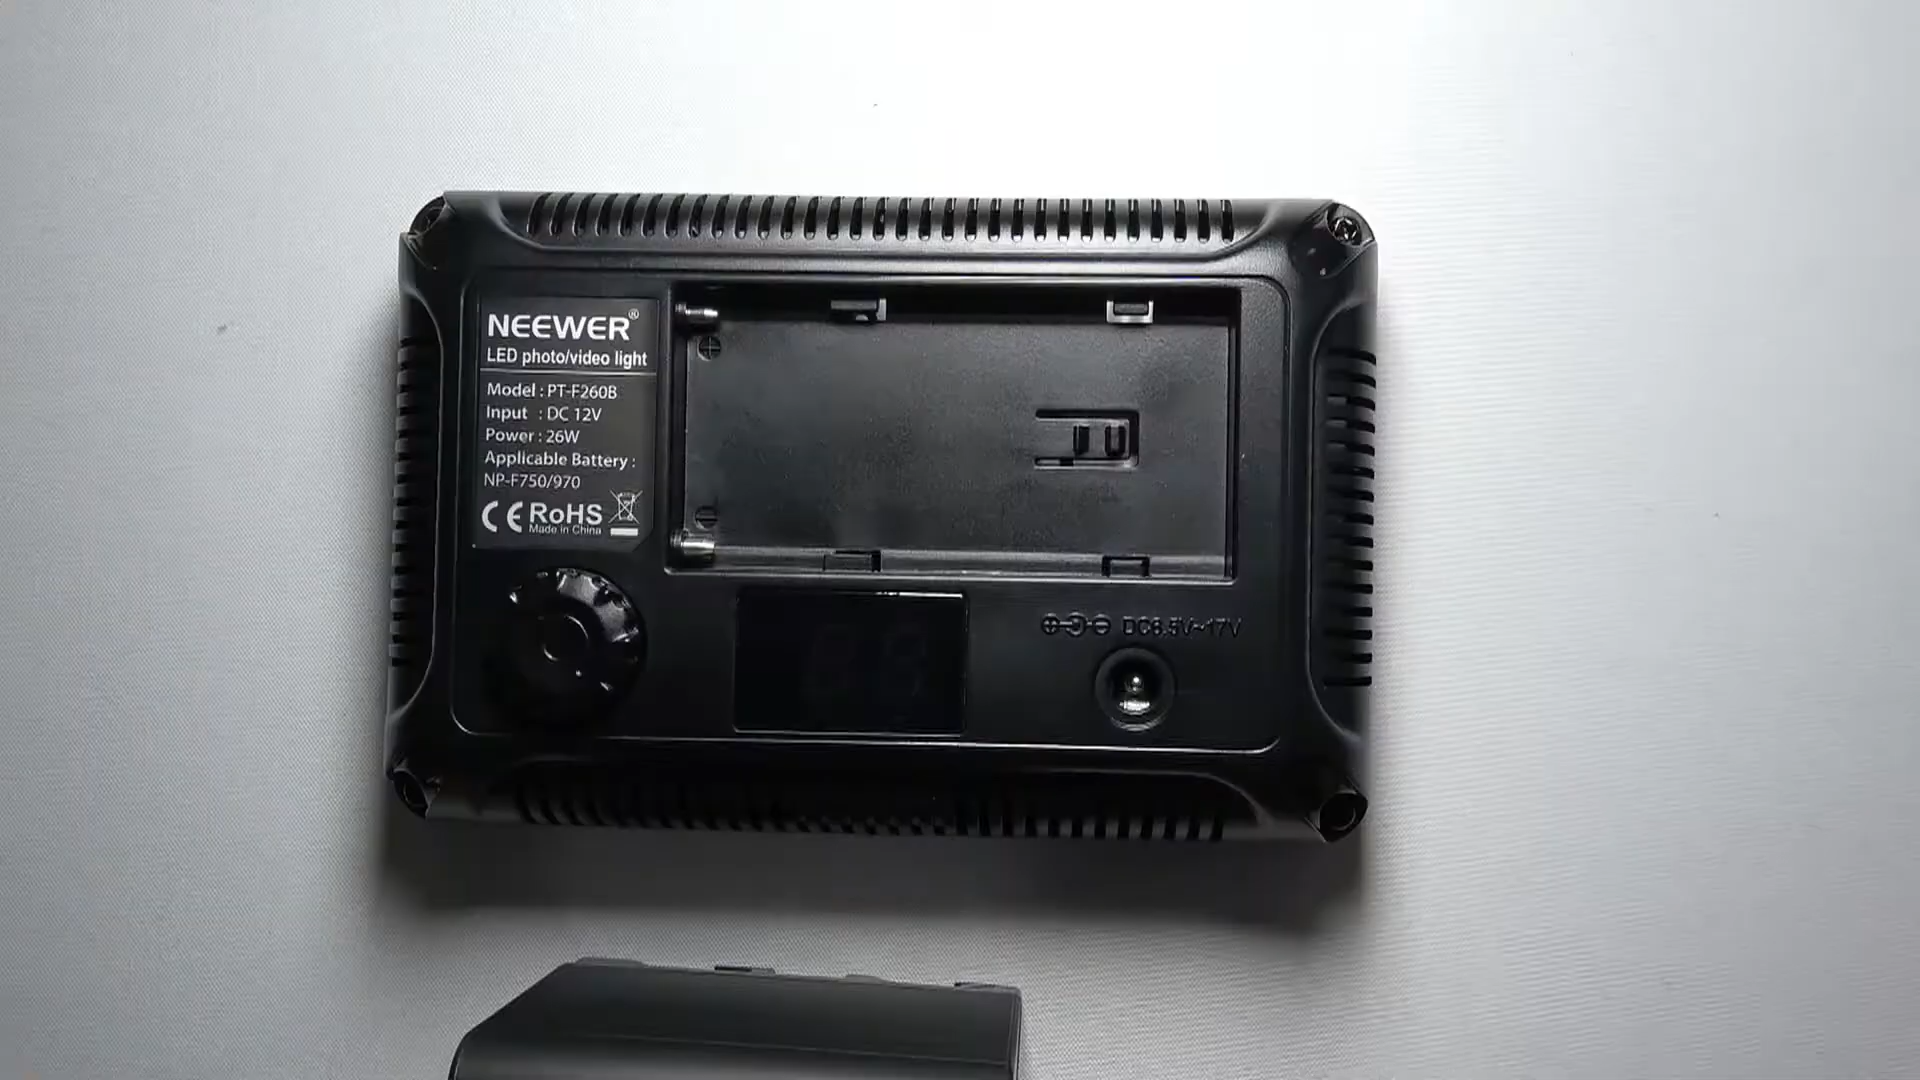 NEEWER®
LED photo/video light
Model : PT-F260B
Input : DC 12V
Power : 26W
Applicable Battery :
NP-F750/970
CE RoHS
Made in China
DC6.5V~17V